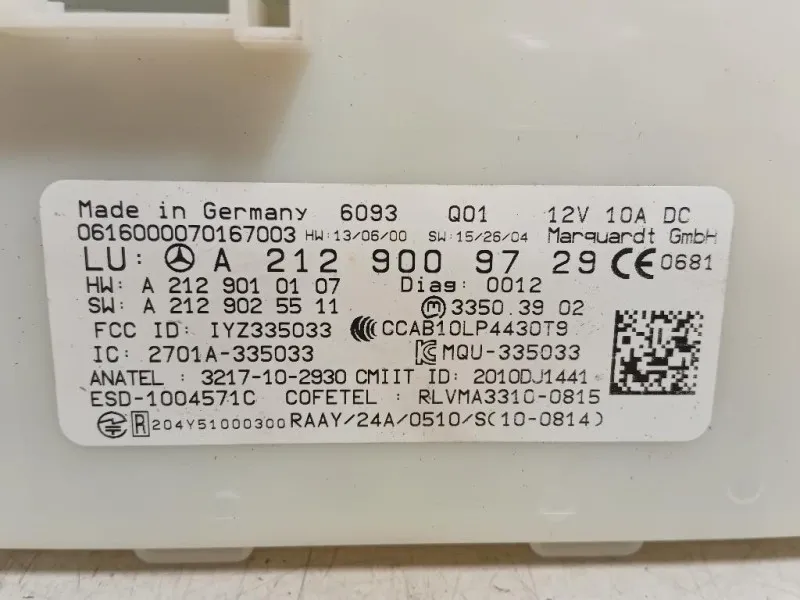 Made in Germany 6093 Q01 12V 10A DC
0616000070167003 HW:13/06/00 SW:15/26/04 Marquardt GmbH
LU: A 212 900 97 29 CE 0681
HW: A 212 901 01 07 Diag: 0012
SW: A 212 902 55 11 M 3350.3902
FCC ID: IYZ335033 CCAB10LP4430T9
IC: 2701A-335033 MQU-335033
ANATEL: 3217-10-2930 CMIIT ID: 2010DJ1441
ESD-1004571C COFETEL: RLVMA3310-0815
R 204Y51000300 RAAY/24A/0510/S(10-0814)